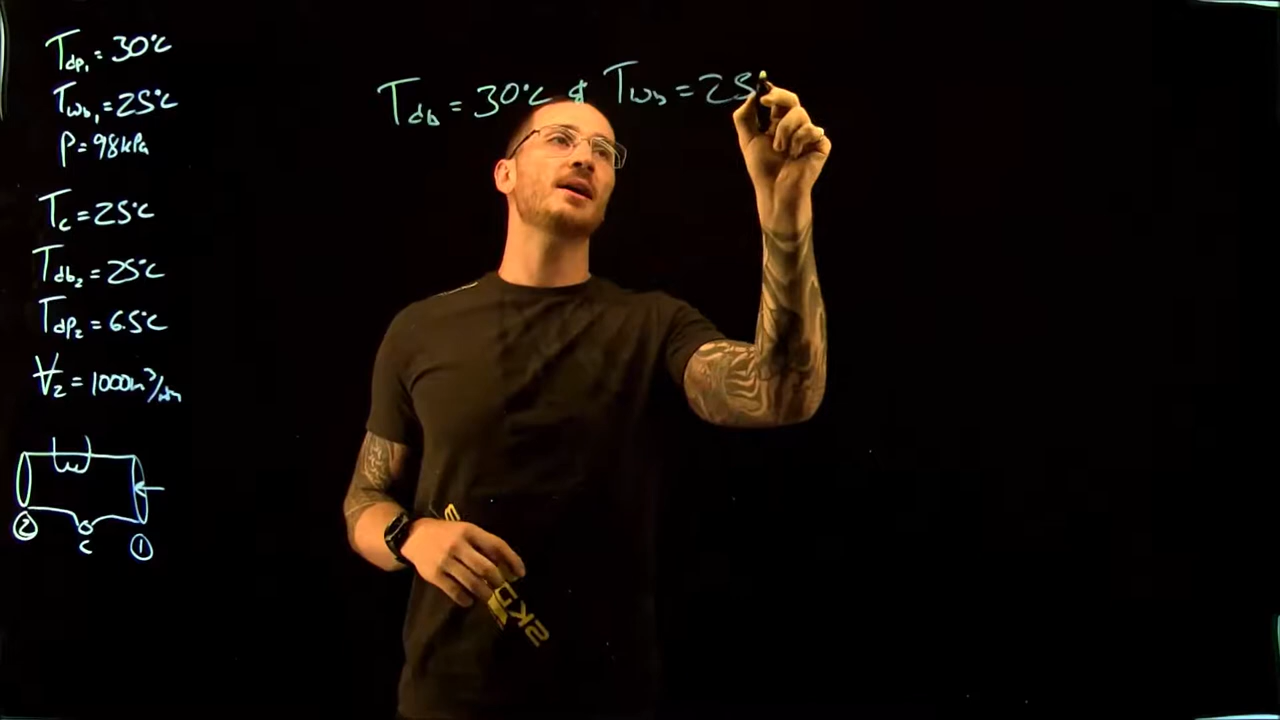 Tdp₁ = 30°C
Twb₁ = 25°C
P = 98kPa
Tc = 25°C
Tdb₂ = 25°C
Tdp₂ = 6.5°C
V₂ = 1000m³/
② C ①
Tdb = 30°C & Twb = 25